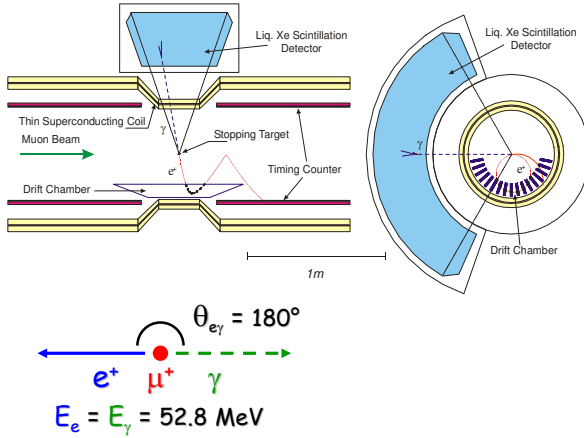 Liq. Xe Scintillation
Detector
Thin Superconducting Coil
Muon Beam
γ
Stopping Target
e⁺
Timing Counter
Drift Chamber
1m
Liq. Xe Scintillation
Detector
γ
e⁺
Drift Chamber
θeγ = 180°
e⁺ μ⁺ γ
Ee = Eγ = 52.8 MeV